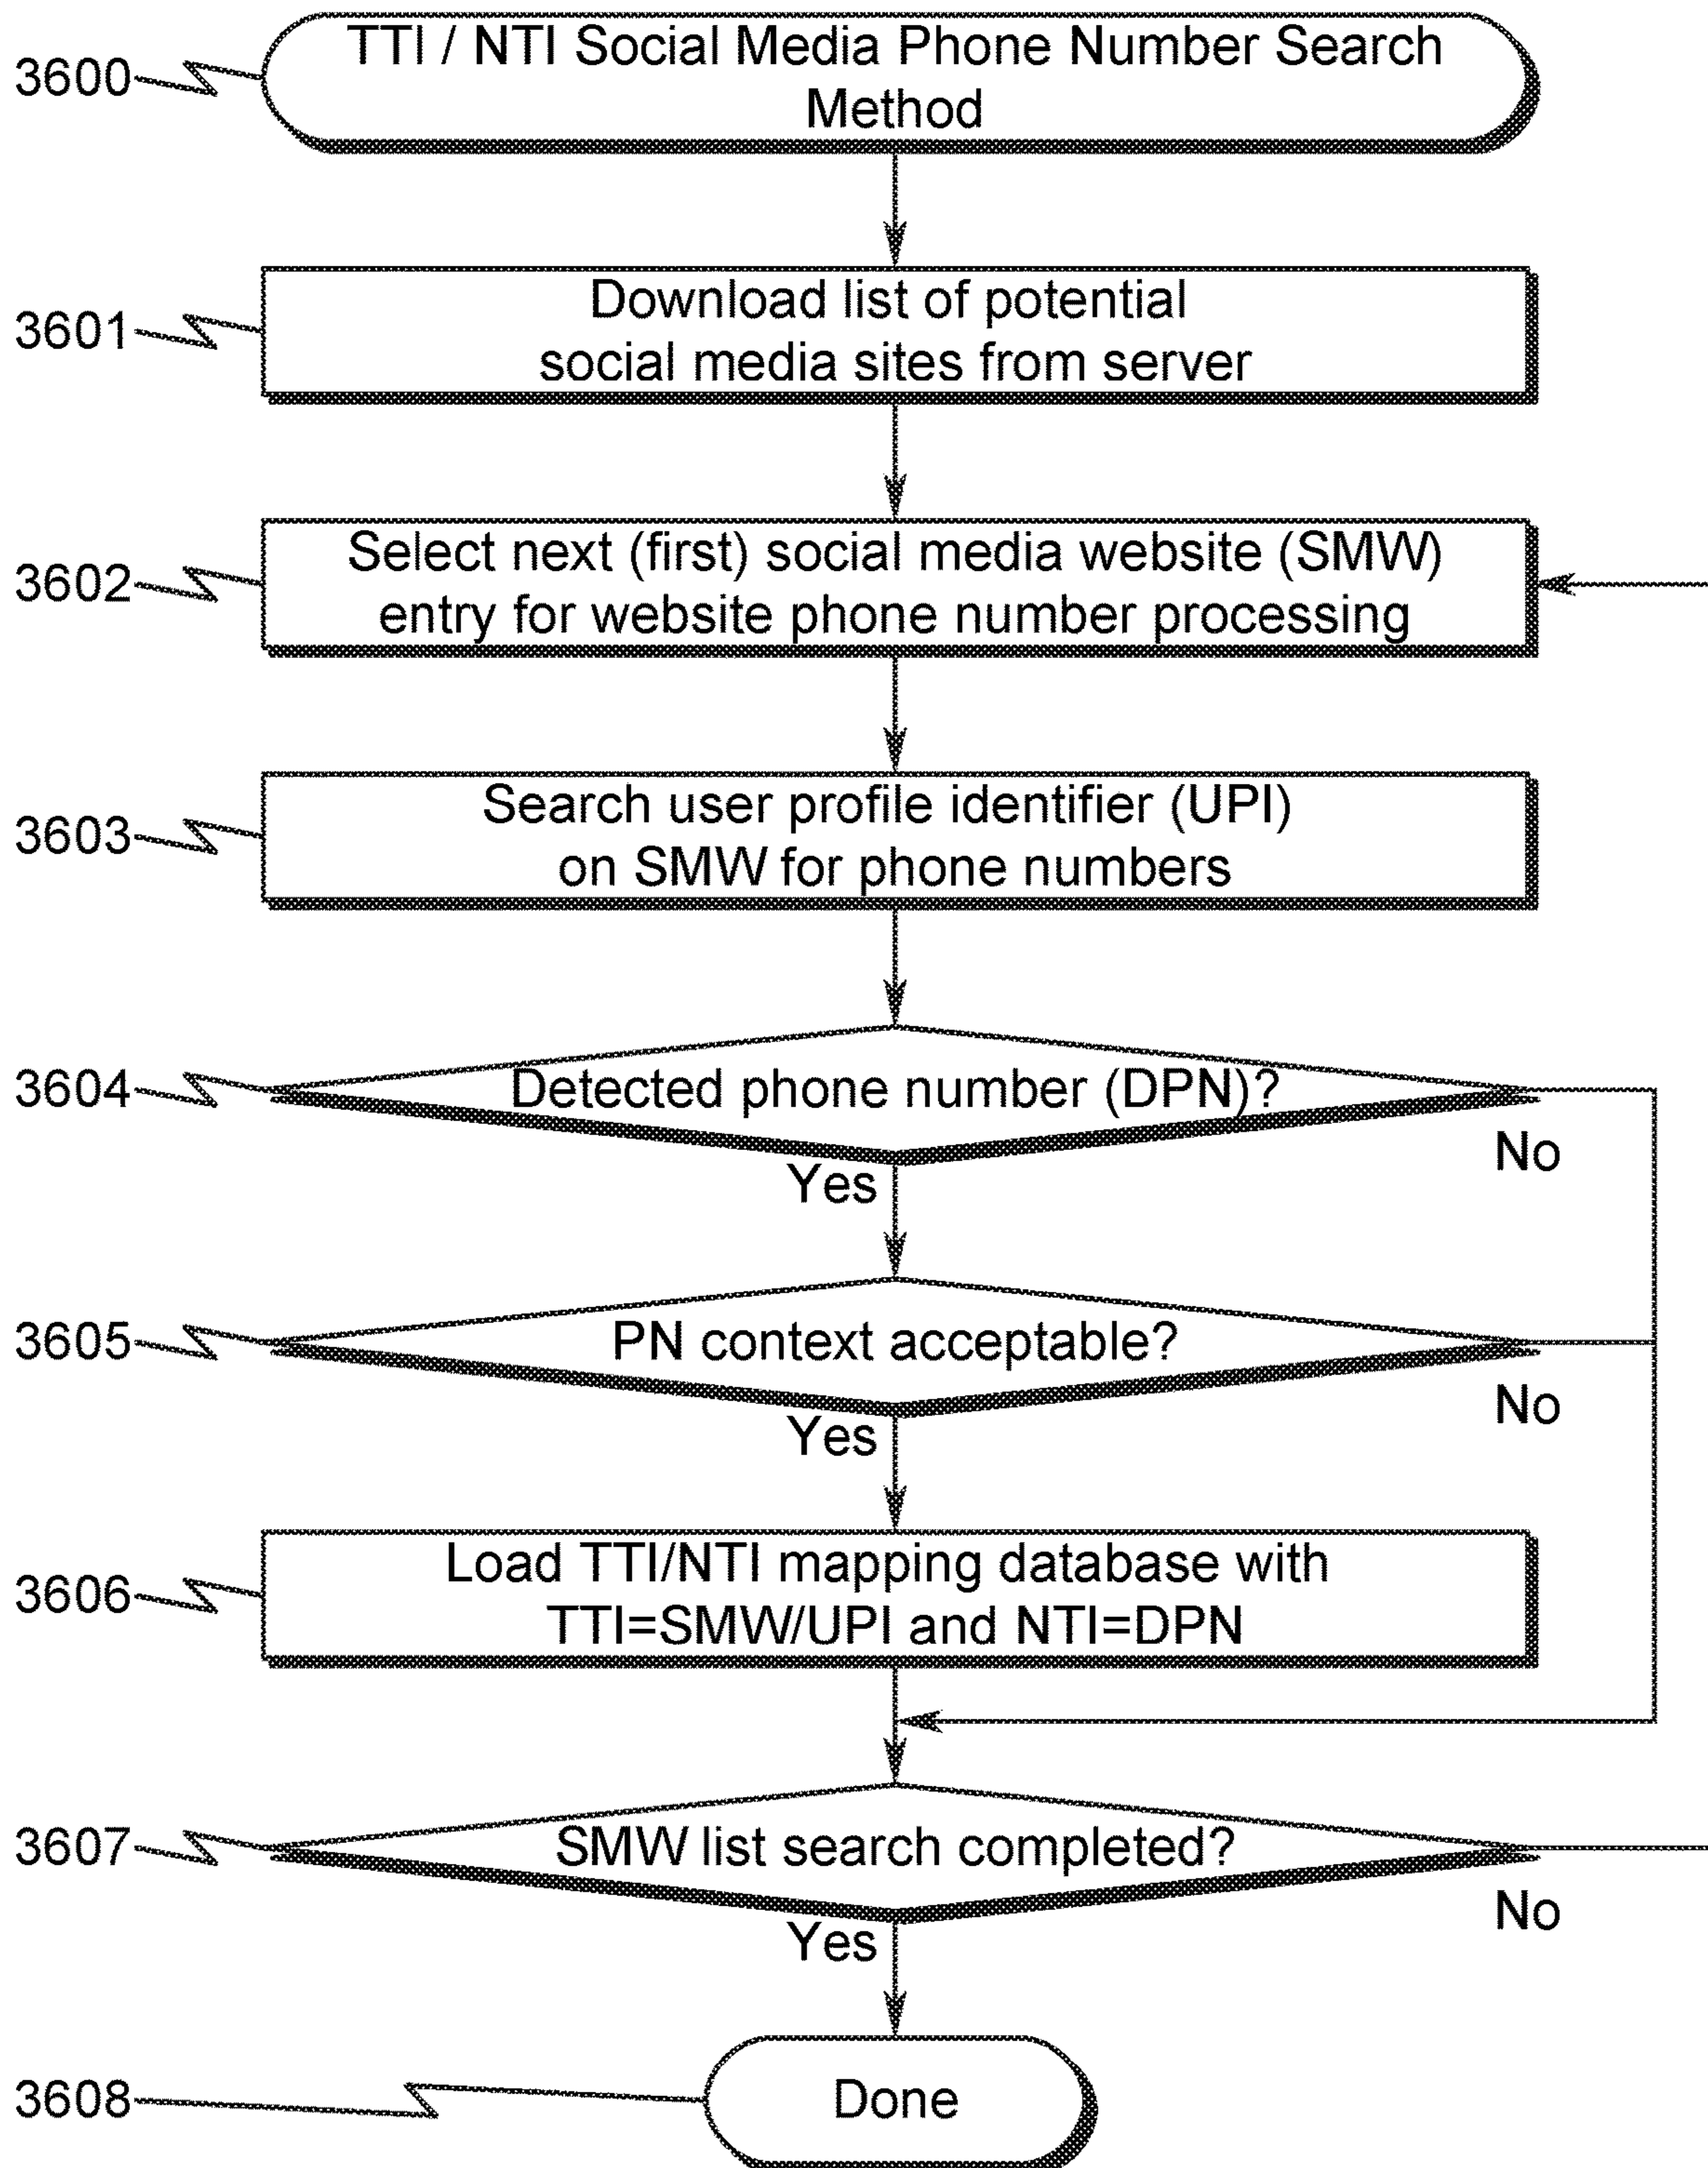 3600
TTI / NTI Social Media Phone Number Search
Method
3601
Download list of potential
social media sites from server
3602
Select next (first) social media website (SMW)
entry for website phone number processing
3603
Search user profile identifier (UPI)
on SMW for phone numbers
3604
Detected phone number (DPN)?
No
Yes
3605
PN context acceptable?
No
Yes
3606
Load TTI/NTI mapping database with
TTI=SMW/UPI and NTI=DPN
3607
SMW list search completed?
No
Yes
3608
Done